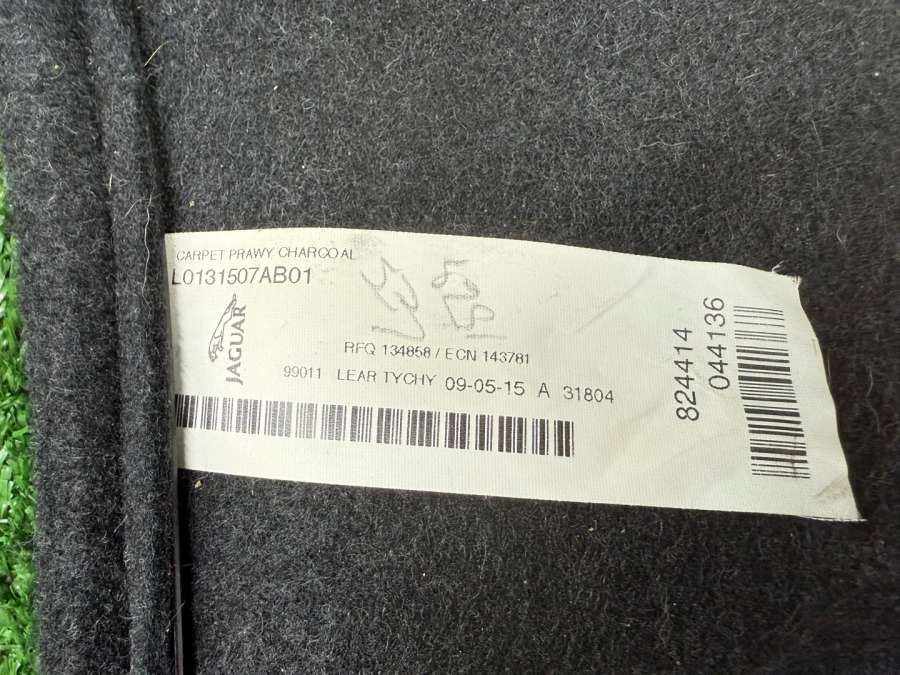 CARPET PRAWY CHARCOAL
L0131507AB01
JAGUAR
RFQ 134858 / ECN 143781
99011 LEAR TYCHY 09-05-15 A 31804
824414
044136